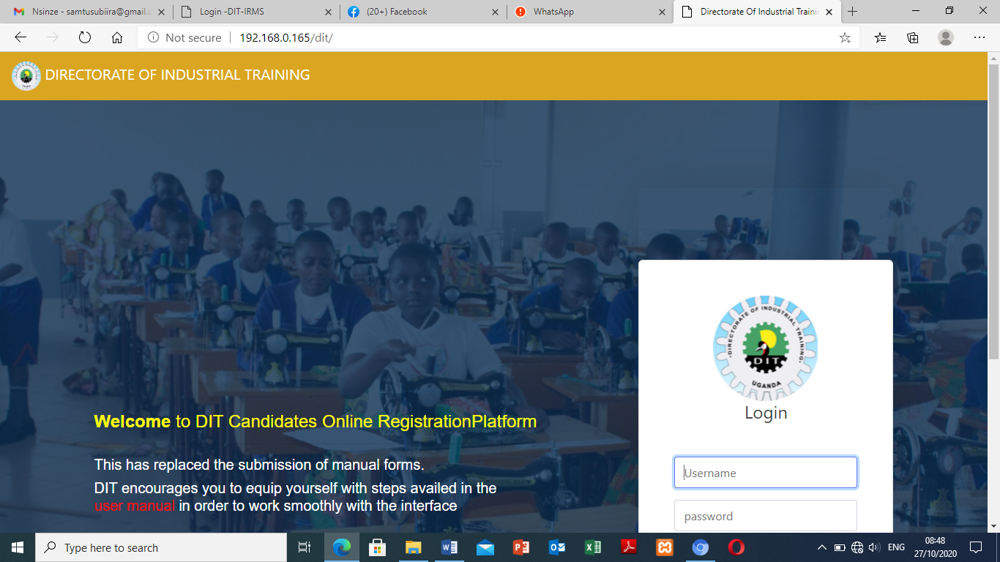 Nsinze - samtusubiira@gmail.c
Login -DIT-IRMS
(20+) Facebook
WhatsApp
Directorate Of Industrial Trainin
Not secure
192.168.0.165/dit/
DIRECTORATE OF INDUSTRIAL TRAINING
DIRECTORATE OF INDUSTRIAL TRAINING
DIT
UGANDA
Login
Welcome to DIT Candidates Online RegistrationPlatform
Username
This has replaced the submission of manual forms.
DIT encourages you to equip yourself with steps availed in the
user manual in order to work smoothly with the interface
password
Type here to search
ENG
08:48
27/10/2020